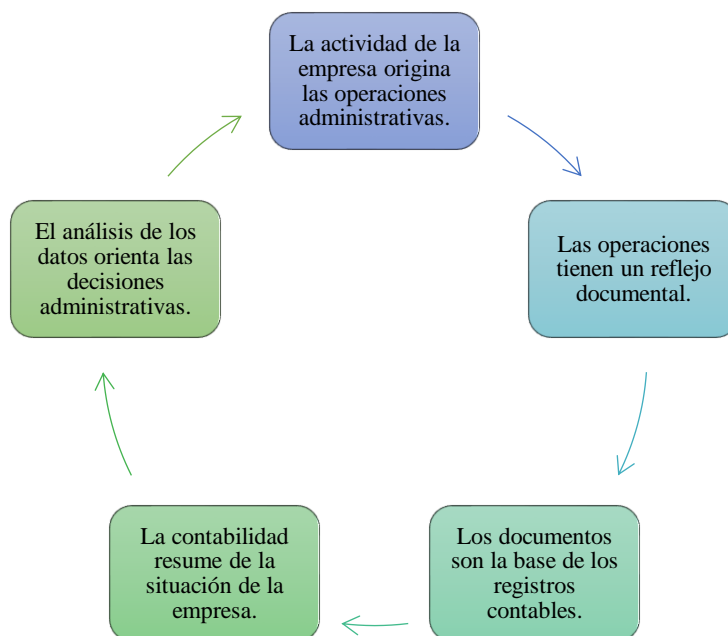 La actividad de la
empresa origina
las operaciones
administrativas.
Las operaciones
tienen un reflejo
documental.
Los documentos
son la base de los
registros
contables.
La contabilidad
resume de la
situación de la
empresa.
El análisis de los
datos orienta las
decisiones
administrativas.